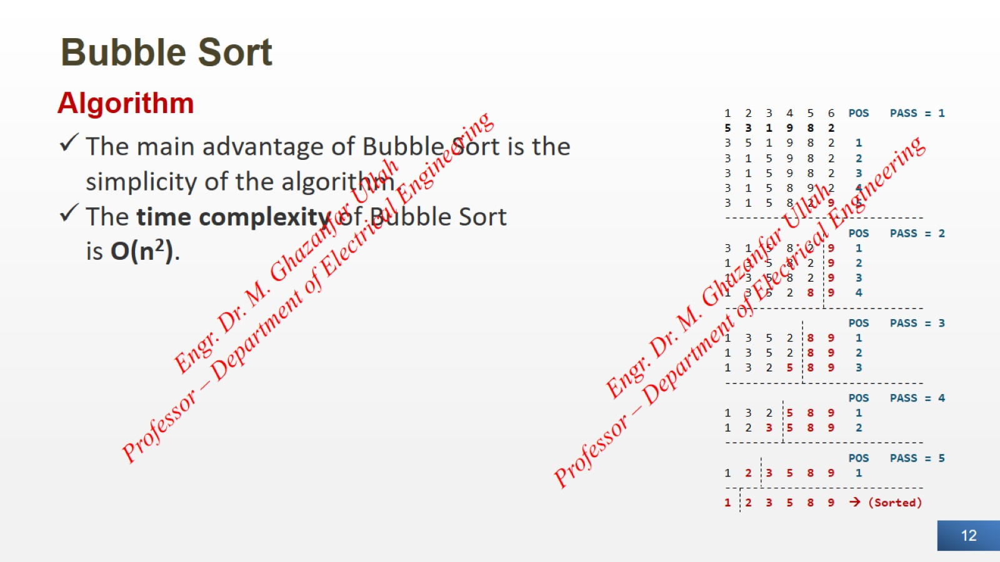 Bubble Sort
Algorithm
✓ The main advantage of Bubble Sort is the
simplicity of the algorithm.
✓ The time complexity of Bubble Sort
is O(n²).
1 2 3 4 5 6 POS PASS = 1
5 3 1 9 8 2
3 5 1 9 8 2 1
3 1 5 9 8 2 2
3 1 5 9 8 2 3
3 1 5 8 9 2 4
3 1 5 8 2 9 5
POS PASS = 2
3 1 5 8 2 9 1
1 3 5 8 2 9 2
1 3 5 8 2 9 3
1 3 5 2 8 9 4
POS PASS = 3
1 3 5 2 8 9 1
1 3 5 2 8 9 2
1 3 2 5 8 9 3
POS PASS = 4
1 3 2 5 8 9 1
1 2 3 5 8 9 2
POS PASS = 5
1 2 3 5 8 9 1
1 2 3 5 8 9 → (Sorted)
Engr. Dr. M. Ghazanfar Ullah
Professor – Department of Electrical Engineering
Engr. Dr. M. Ghazanfar Ullah
Professor – Department of Electrical Engineering
12